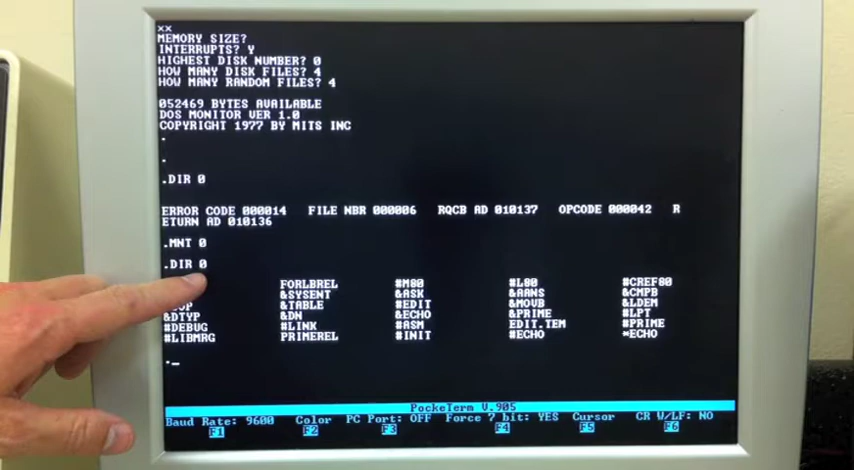 xx
MEMORY SIZE?
INTERRUPTS? Y
HIGHEST DISK NUMBER? 0
HOW MANY DISK FILES? 4
HOW MANY RANDOM FILES? 4
052469 BYTES AVAILABLE
DOS MONITOR VER 1.0
COPYRIGHT 1977 BY MITS INC
.
.
.DIR 0
ERROR CODE 000014 FILE NBR 000006 RQCB AD 010137 OPCODE 000042 R
ETURN AD 010136
.MNT 0
.DIR 0
FORLBREL #M80 #L80 #CREF80
&SYSENT &ASK &AANS &CMPB
&TABLE #EDIT &MOVB &LDEM
&DTYP &DN &ECHO &PRIME #LPT
#DEBUG #LINK #ASM EDIT.TEM #PRIME
#LIBMRG PRIMEREL #INIT #ECHO *ECHO
._
PockeTerm V.905
Baud Rate: 9600 Color PC Port: OFF Force 7 bit: YES Cursor CR W/LF: NO
F1 F2 F3 F4 F5 F6